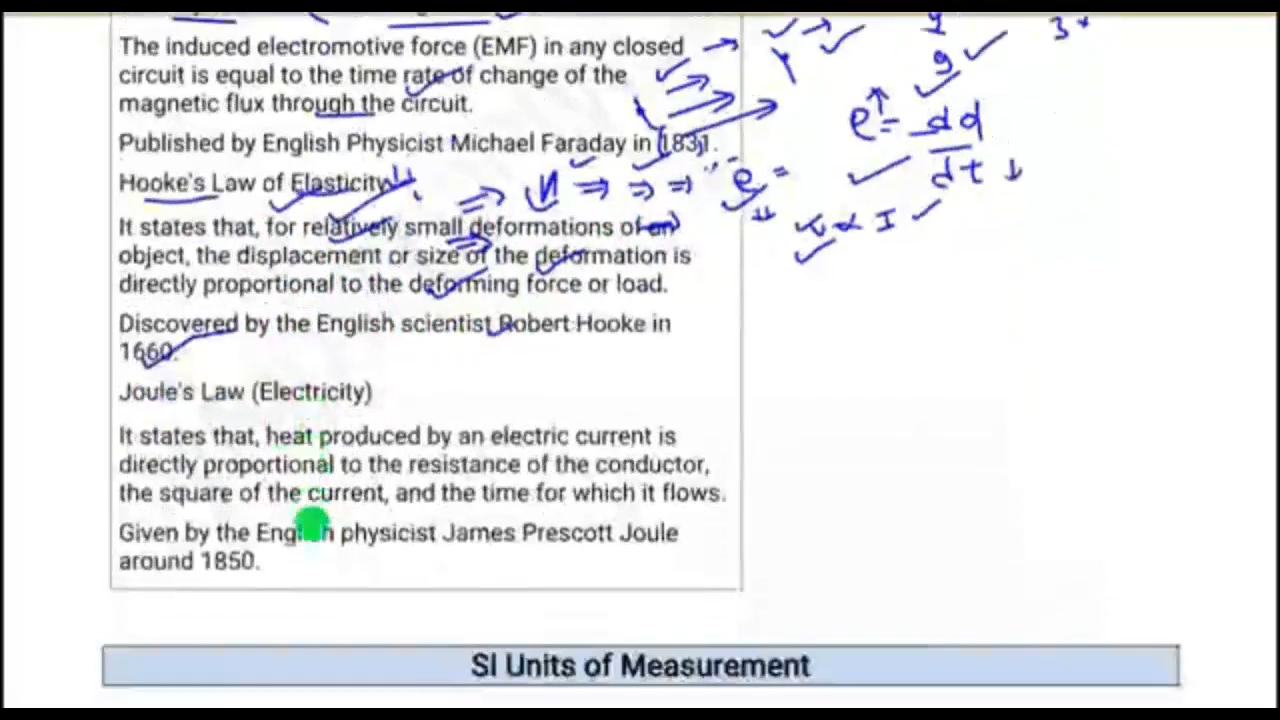 The induced electromotive force (EMF) in any closed
circuit is equal to the time rate of change of the
magnetic flux through the circuit.
Published by English Physicist Michael Faraday in 1831.
Hooke's Law of Elasticity
It states that, for relatively small deformations of an
object, the displacement or size of the deformation is
directly proportional to the deforming force or load.
Discovered by the English scientist Robert Hooke in
1660.
Joule's Law (Electricity)
It states that, heat produced by an electric current is
directly proportional to the resistance of the conductor,
the square of the current, and the time for which it flows.
Given by the English physicist James Prescott Joule
around 1850.
e = dd
dt
e =
SI Units of Measurement